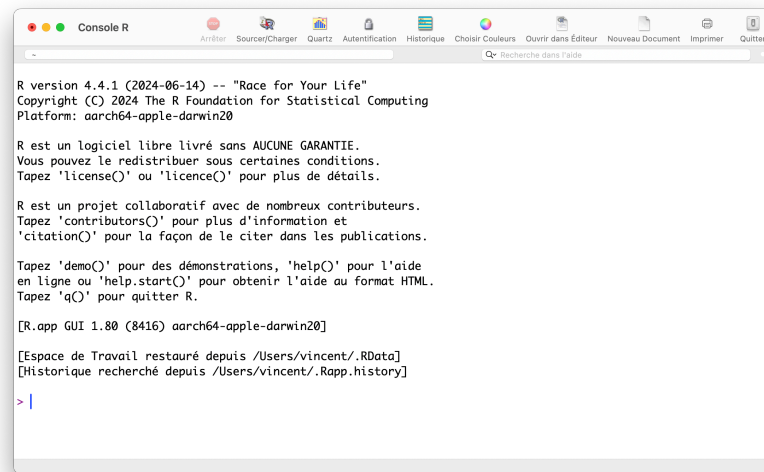 Console R
Arrêter Sourcer/Charger Quartz Autentification Historique Choisir Couleurs Ouvrir dans Éditeur Nouveau Document Imprimer Quitter
~
Recherche dans l'aide
R version 4.4.1 (2024-06-14) -- "Race for Your Life"
Copyright (C) 2024 The R Foundation for Statistical Computing
Platform: aarch64-apple-darwin20
R est un logiciel libre livré sans AUCUNE GARANTIE.
Vous pouvez le redistribuer sous certaines conditions.
Tapez 'license()' ou 'licence()' pour plus de détails.
R est un projet collaboratif avec de nombreux contributeurs.
Tapez 'contributors()' pour plus d'information et
'citation()' pour la façon de le citer dans les publications.
Tapez 'demo()' pour des démonstrations, 'help()' pour l'aide
en ligne ou 'help.start()' pour obtenir l'aide au format HTML.
Tapez 'q()' pour quitter R.
[R.app GUI 1.80 (8416) aarch64-apple-darwin20]
[Espace de Travail restauré depuis /Users/vincent/.RData]
[Historique recherché depuis /Users/vincent/.Rapp.history]
>